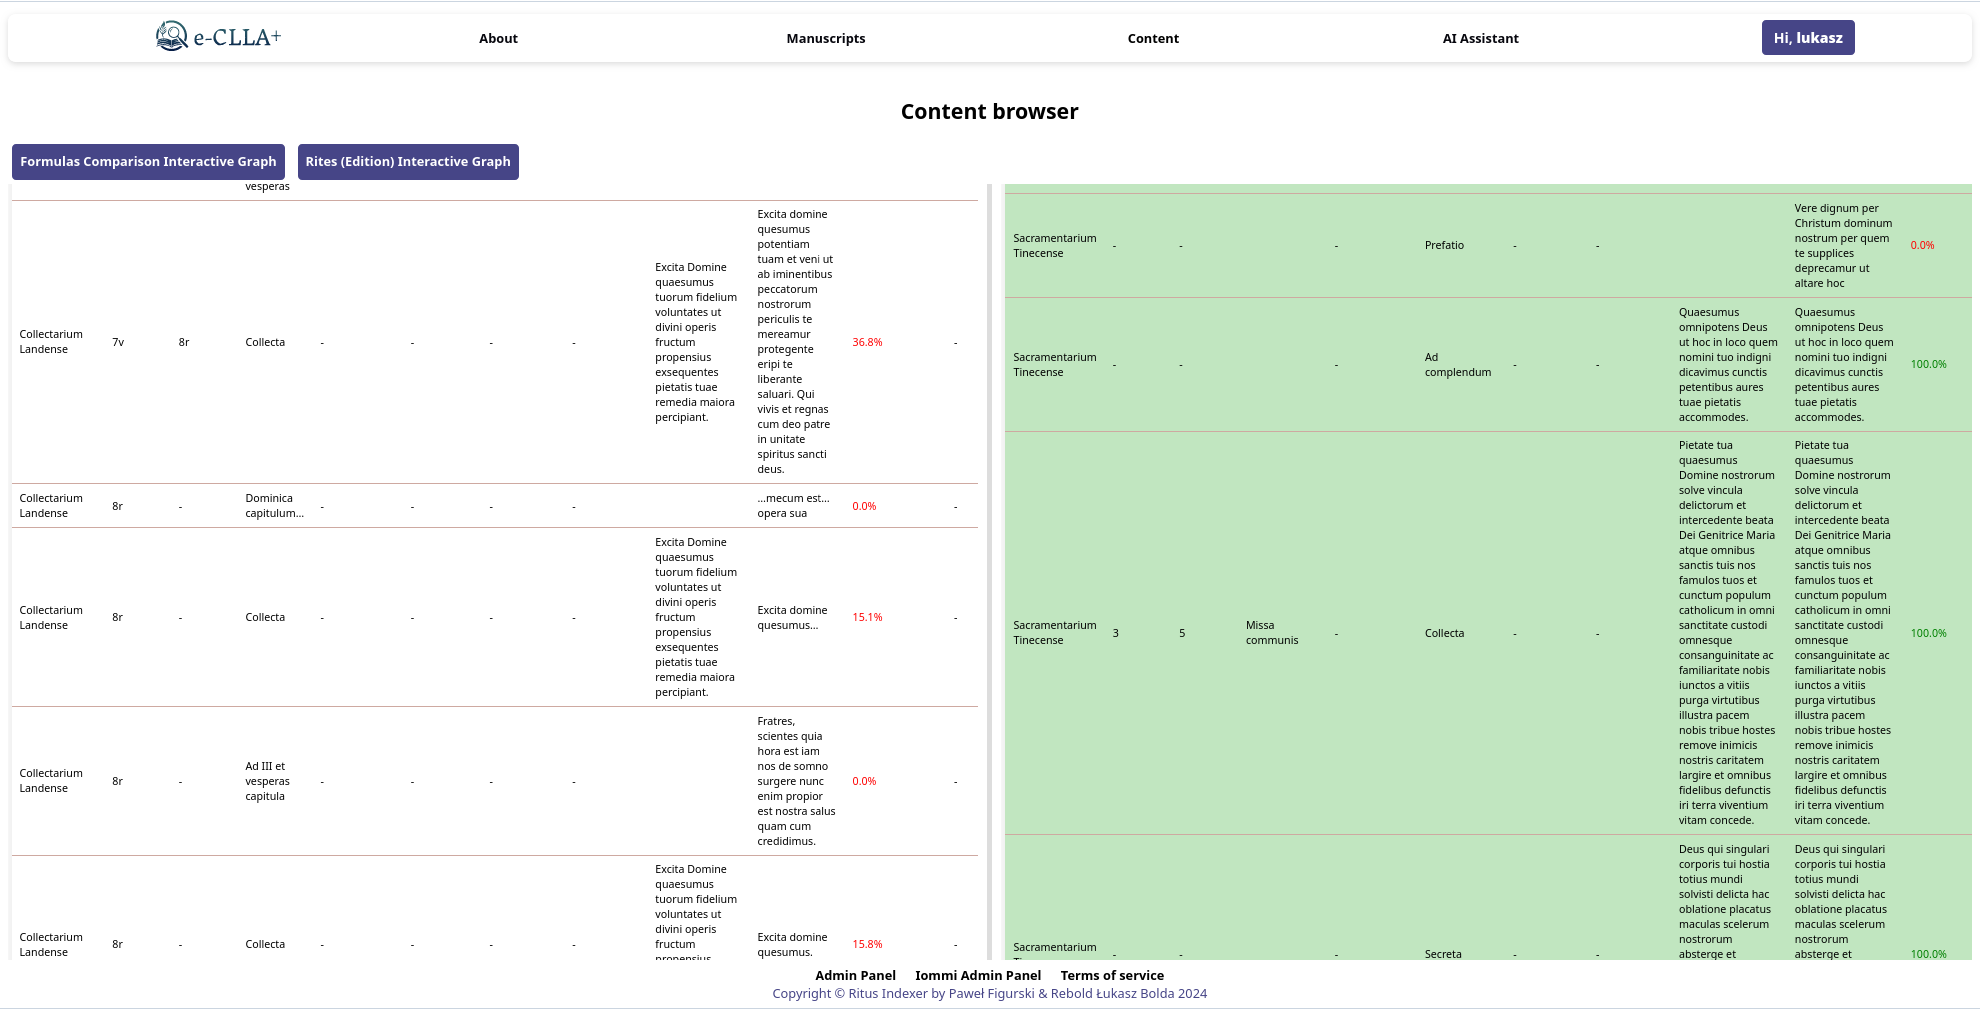 e-CLLA+
About
Manuscripts
Content
AI Assistant
Hi, lukasz
Content browser
Formulas Comparison Interactive Graph
Rites (Edition) Interactive Graph
vesperas
Collectarium
Landense
7v
8r
Collecta
-
-
-
-
Excita Domine
quaesumus
tuorum fidelium
voluntates ut
divini operis
fructum
propensius
exsequentes
pietatis tuae
remedia maiora
percipiant.
Excita domine
quesumus
potentiam
tuam et veni ut
ab iminentibus
peccatorum
nostrorum
periculis te
mereamur
protegente
eripi te
liberante
saluari. Qui
vivis et regnas
cum deo patre
in unitate
spiritus sancti
deus.
36.8%
-
Collectarium
Landense
8r
-
Dominica
capitulum...
-
-
-
-
...mecum est...
opera sua
0.0%
-
Collectarium
Landense
8r
-
Collecta
-
-
-
-
Excita Domine
quaesumus
tuorum fidelium
voluntates ut
divini operis
fructum
propensius
exsequentes
pietatis tuae
remedia maiora
percipiant.
Excita domine
quesumus...
15.1%
-
Collectarium
Landense
8r
-
Ad III et
vesperas
capitula
-
-
-
-
Fratres,
scientes quia
hora est iam
nos de somno
surgere nunc
enim propior
est nostra salus
quam cum
credidimus.
0.0%
-
Collectarium
Landense
8r
-
Collecta
-
-
-
-
Excita Domine
quaesumus
tuorum fidelium
voluntates ut
divini operis
fructum
propensius
Excita domine
quesumus.
15.8%
-
Sacramentarium
Tinecense
-
-
-
Prefatio
-
-
Vere dignum per
Christum dominum
nostrum per quem
te supplices
deprecamur ut
altare hoc
0.0%
Sacramentarium
Tinecense
-
-
-
Ad
complendum
-
-
Quaesumus
omnipotens Deus
ut hoc in loco quem
nomini tuo indigni
dicavimus cunctis
petentibus aures
tuae pietatis
accommodes.
Quaesumus
omnipotens Deus
ut hoc in loco quem
nomini tuo indigni
dicavimus cunctis
petentibus aures
tuae pietatis
accommodes.
100.0%
Sacramentarium
Tinecense
3
5
Missa
communis
-
Collecta
-
-
Pietate tua
quaesumus
Domine nostrorum
solve vincula
delictorum et
intercedente beata
Dei Genitrice Maria
atque omnibus
sanctis tuis nos
famulos tuos et
cunctum populum
catholicum in omni
sanctitate custodi
omnesque
consanguinitate ac
familiaritate nobis
iunctos a vitiis
purga virtutibus
illustra pacem
nobis tribue hostes
remove inimicis
nostris caritatem
largire et omnibus
fidelibus defunctis
iri terra viventium
vitam concede.
Pietate tua
quaesumus
Domine nostrorum
solve vincula
delictorum et
intercedente beata
Dei Genitrice Maria
atque omnibus
sanctis tuis nos
famulos tuos et
cunctum populum
catholicum in omni
sanctitate custodi
omnesque
consanguinitate ac
familiaritate nobis
iunctos a vitiis
purga virtutibus
illustra pacem
nobis tribue hostes
remove inimicis
nostris caritatem
largire et omnibus
fidelibus defunctis
iri terra viventium
vitam concede.
100.0%
Sacramentarium
-
-
-
Secreta
-
-
Deus qui singulari
corporis tui hostia
totius mundi
solvisti delicta hac
oblatione placatus
maculas scelerum
nostrorum
absterge et
Deus qui singulari
corporis tui hostia
totius mundi
solvisti delicta hac
oblatione placatus
maculas scelerum
nostrorum
absterge et
100.0%
Admin Panel
Iommi Admin Panel
Terms of service
Copyright © Ritus Indexer by Paweł Figurski & Rebold Łukasz Bolda 2024